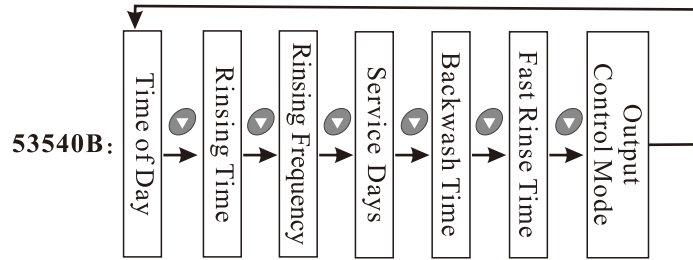 53540B:
Time of Day
Rinsing Time
Rinsing Frequency
Service Days
Backwash Time
Fast Rinse Time
Output
Control Mode